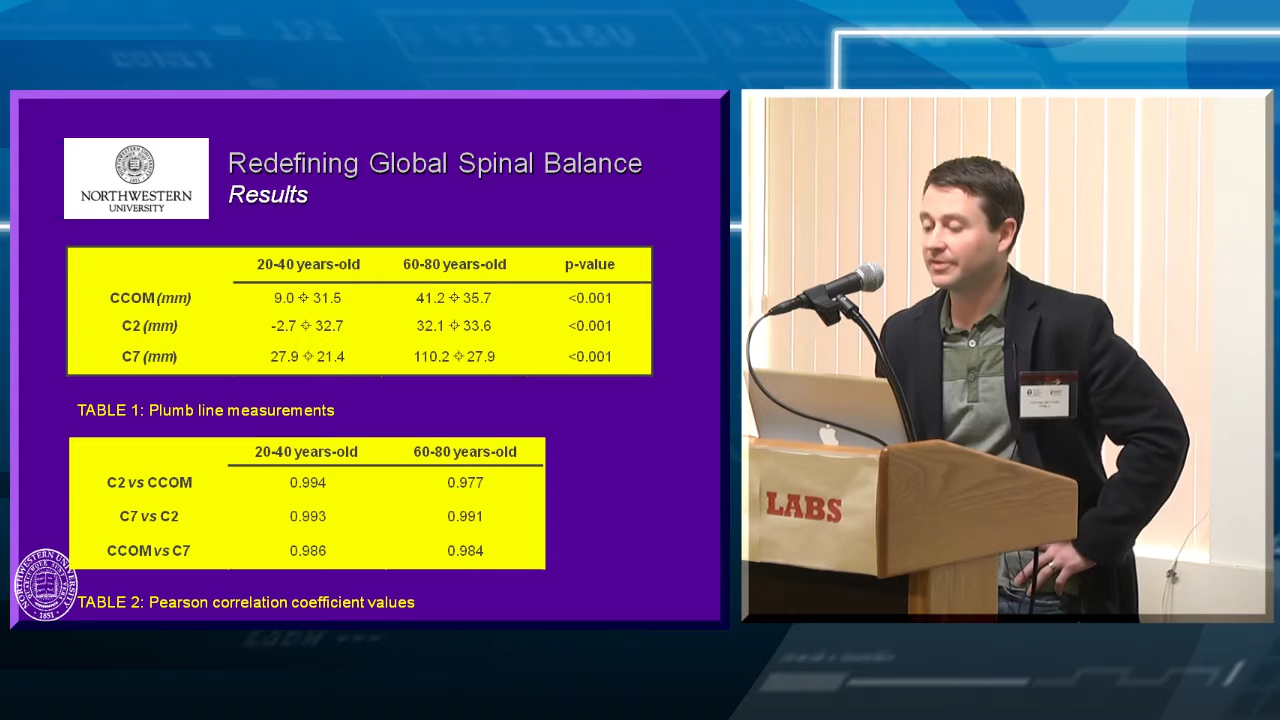 NORTHWESTERN
UNIVERSITY
Redefining Global Spinal Balance
Results
20-40 years-old 60-80 years-old p-value
CCOM (mm) 9.0 ⌖ 31.5 41.2 ⌖ 35.7 <0.001
C2 (mm) -2.7 ⌖ 32.7 32.1 ⌖ 33.6 <0.001
C7 (mm) 27.9 ⌖ 21.4 110.2 ⌖ 27.9 <0.001
TABLE 1: Plumb line measurements
20-40 years-old 60-80 years-old
C2 vs CCOM 0.994 0.977
C7 vs C2 0.993 0.991
CCOM vs C7 0.986 0.984
NORTHWESTERN UNIVERSITY
1851
TABLE 2: Pearson correlation coefficient values
LABS